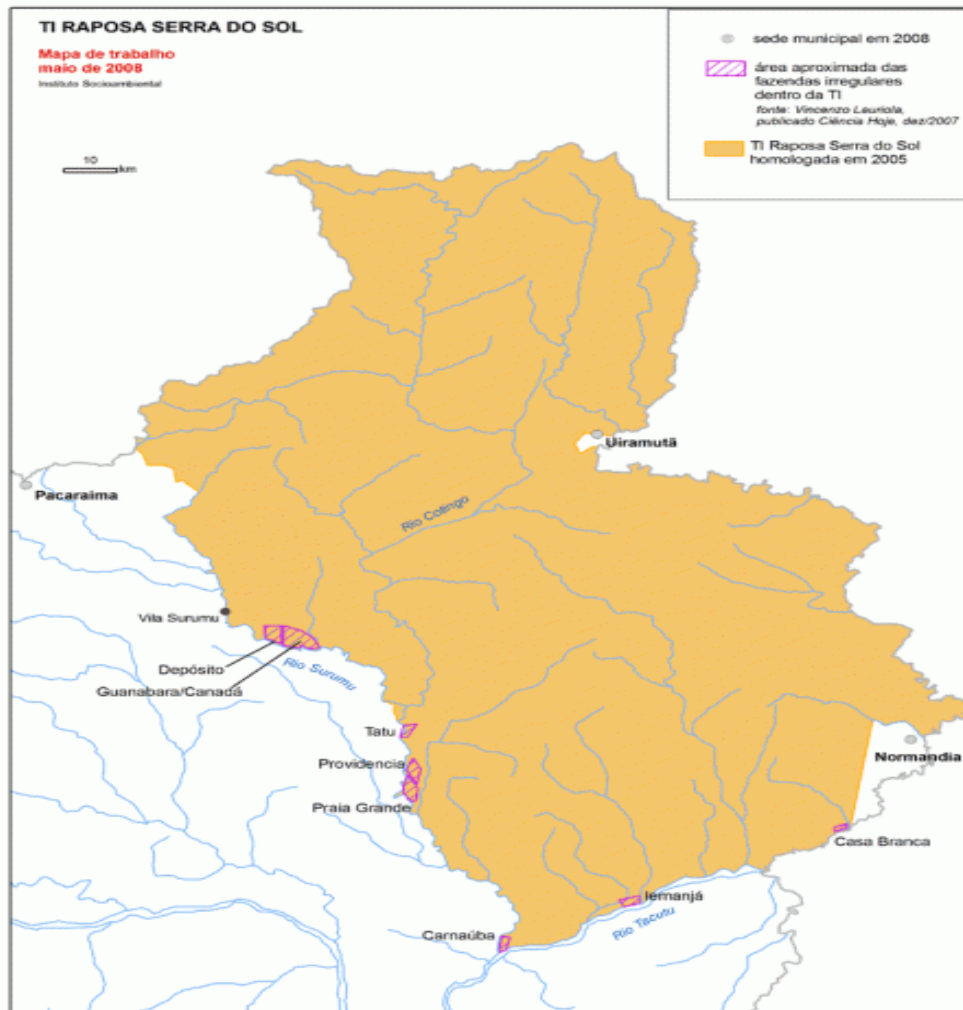 TI RAPOSA SERRA DO SOL
Mapa de trabalho
maio de 2008
Instituto Socioambiental
10
km
sede municipal em 2008
área aproximada das
fazendas irregulares
dentro da TI
fonte: Vincenzo Lauriola,
publicado Ciência Hoje, dez/2007
TI Raposa Serra do Sol
homologada em 2005
Uiramutã
Pacaraima
Rio Cotingo
Vila Surumu
Depósito
Rio Surumu
Guanabara/Canadá
Tatu
Providencia
Praia Grande
Normandia
Casa Branca
Iemanjá
Rio Tacutu
Carnaúba